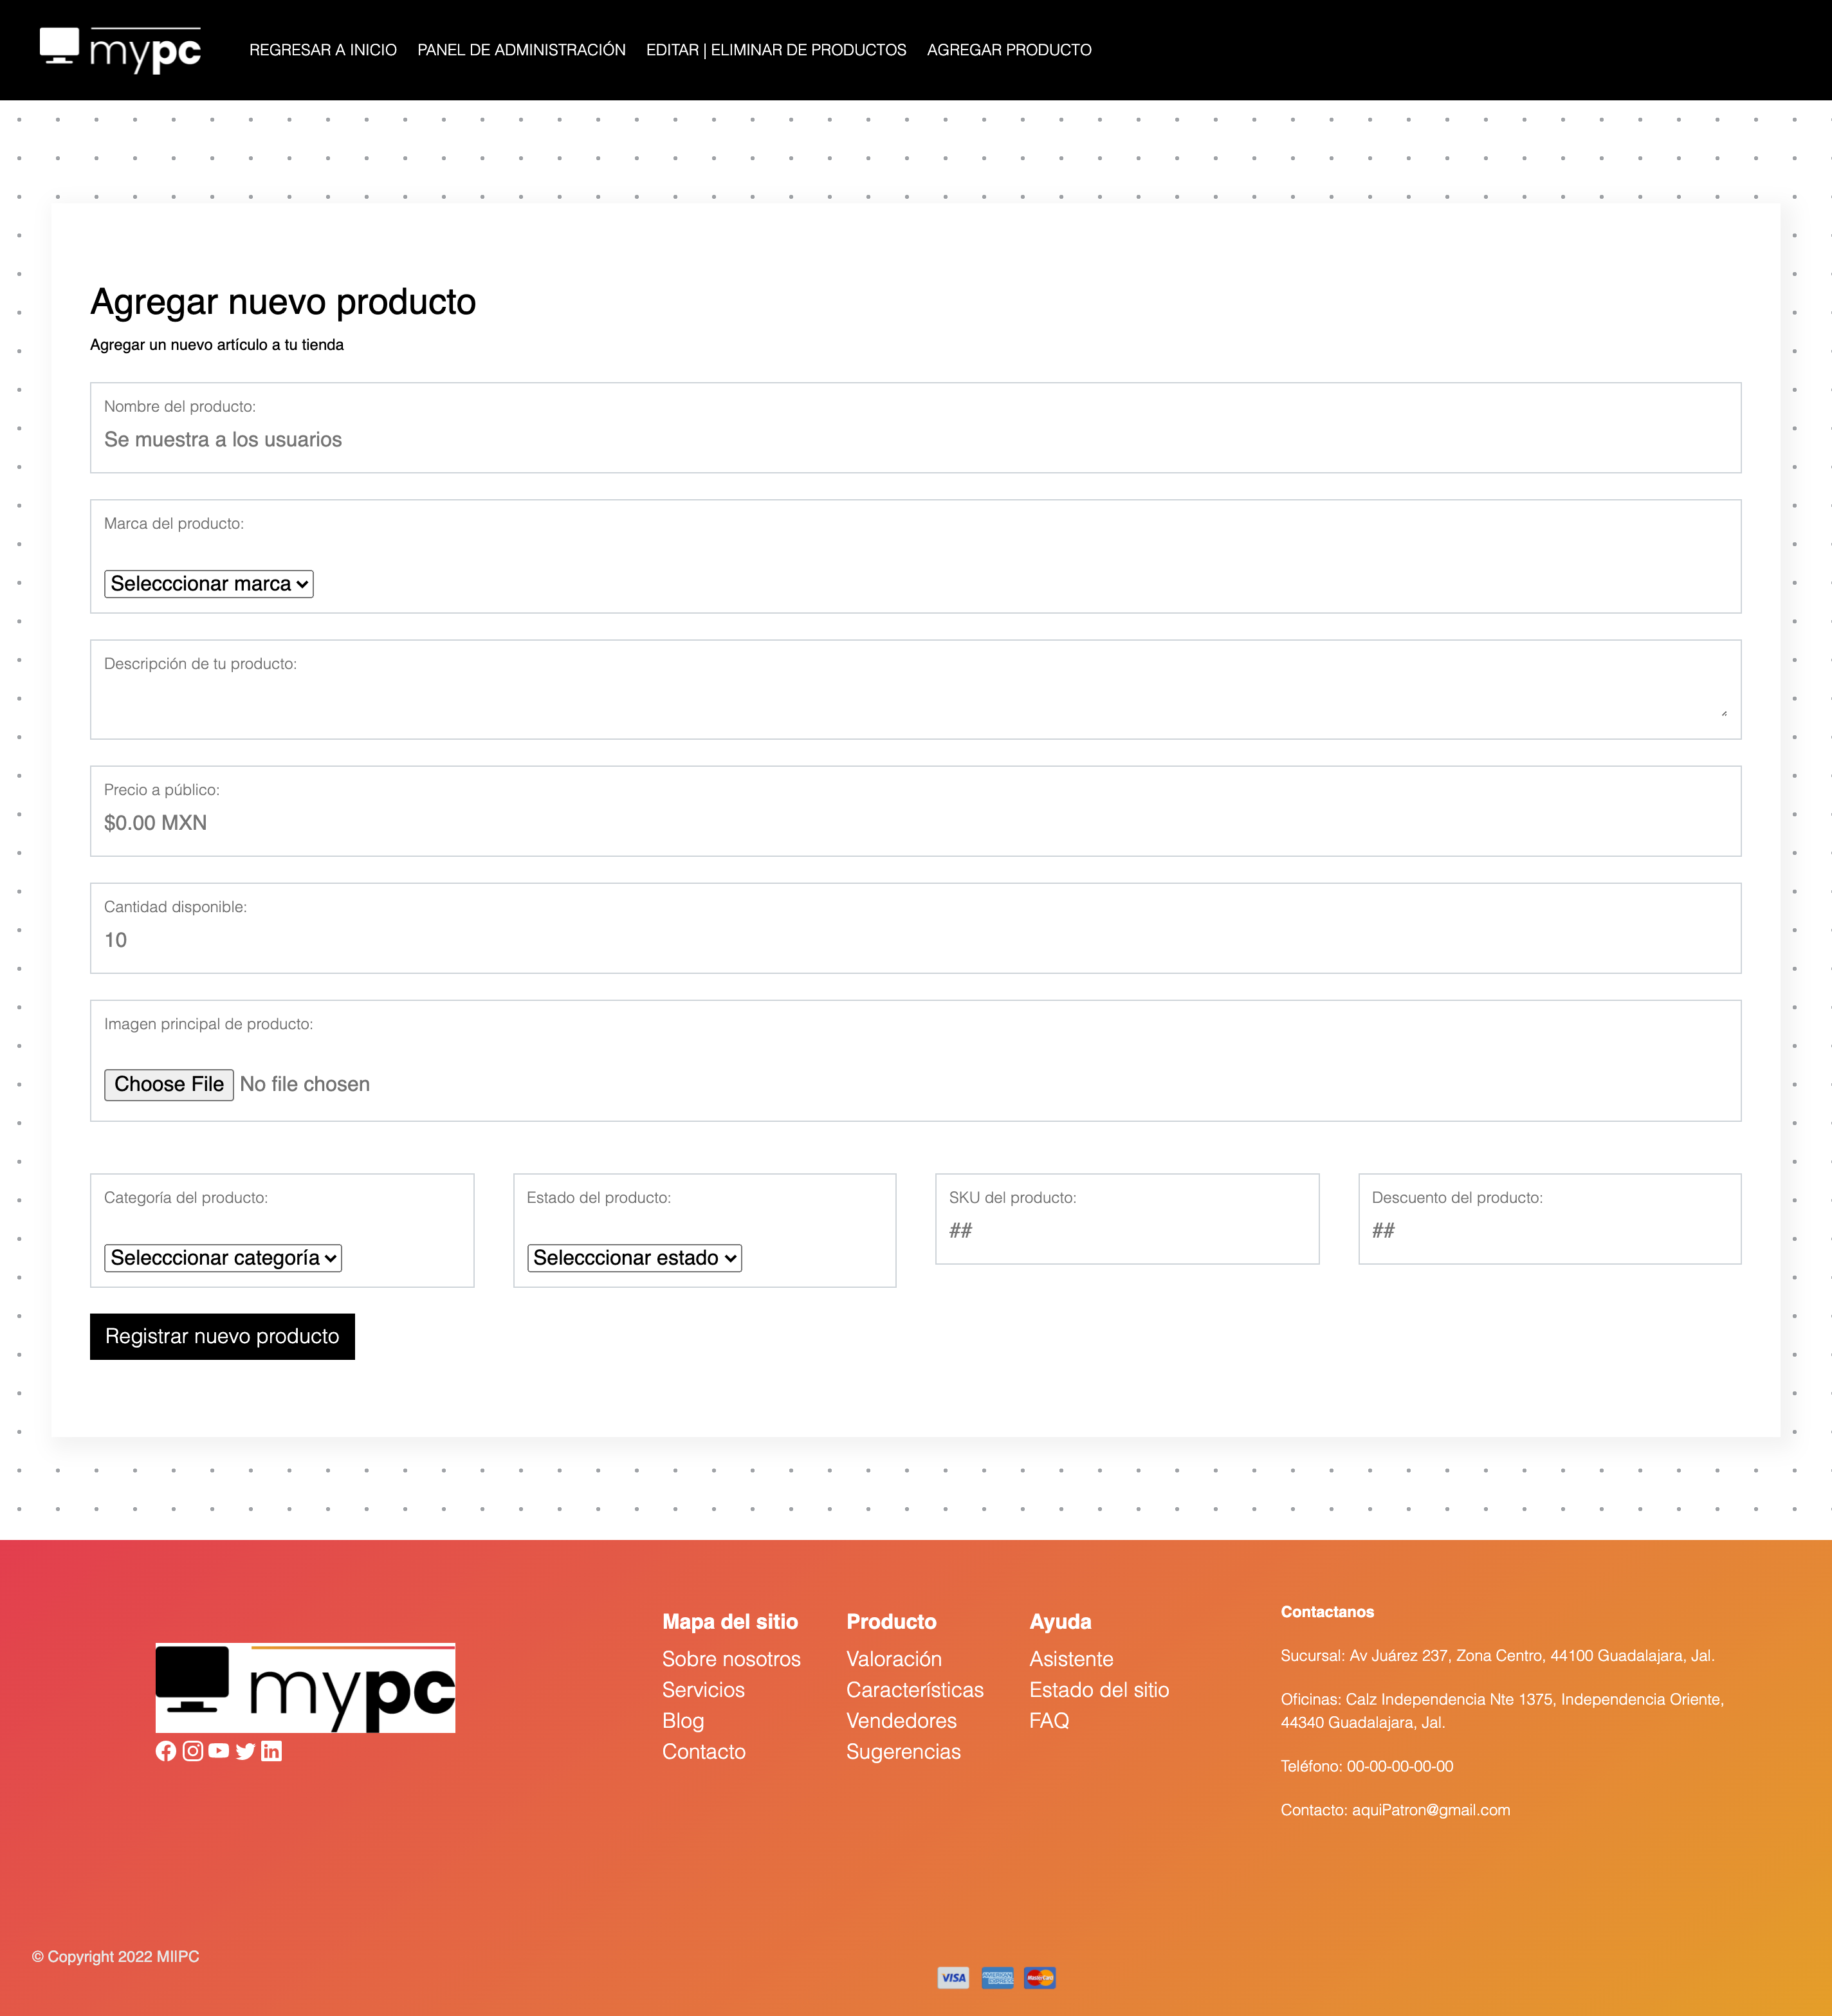 mypc
REGRESAR A INICIO PANEL DE ADMINISTRACIÓN EDITAR | ELIMINAR DE PRODUCTOS AGREGAR PRODUCTO
Agregar nuevo producto
Agregar un nuevo artículo a tu tienda
Nombre del producto:
Se muestra a los usuarios
Marca del producto:
Selecccionar marca
Descripción de tu producto:
Precio a público:
$0.00 MXN
Cantidad disponible:
10
Imagen principal de producto:
Choose File No file chosen
Categoría del producto:
Selecccionar categoría
Estado del producto:
Selecccionar estado
SKU del producto:
##
Descuento del producto:
##
Registrar nuevo producto
mypc
Mapa del sitio
Sobre nosotros
Servicios
Blog
Contacto
Producto
Valoración
Características
Vendedores
Sugerencias
Ayuda
Asistente
Estado del sitio
FAQ
Contactanos
Sucursal: Av Juárez 237, Zona Centro, 44100 Guadalajara, Jal.
Oficinas: Calz Independencia Nte 1375, Independencia Oriente,
44340 Guadalajara, Jal.
Teléfono: 00-00-00-00-00
Contacto: aquiPatron@gmail.com
© Copyright 2022 MIIPC
VISA AMERICAN EXPRESS MasterCard